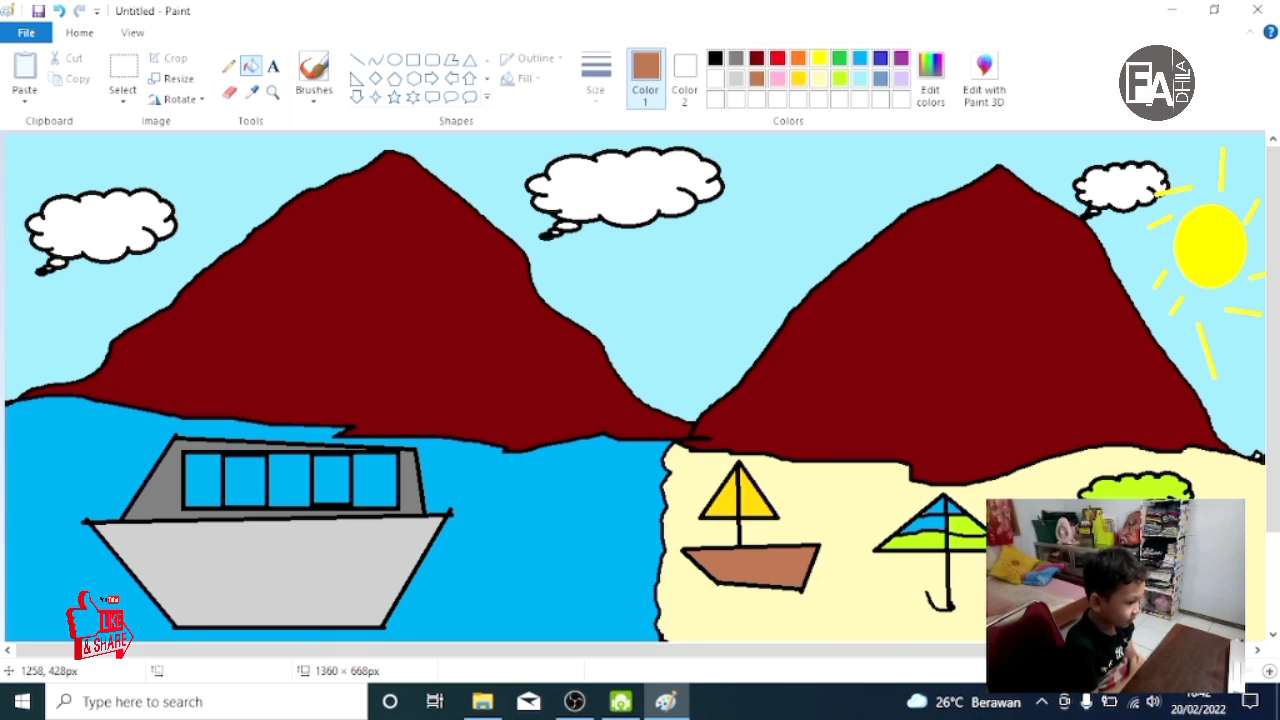 Untitled - Paint
File
Home
View
Paste
Cut
Copy
Clipboard
Select
Crop
Resize
Rotate
Image
Tools
A
Brushes
Shapes
Outline
Fill
Size
Color 1
Color 2
Colors
Edit colors
Edit with Paint 3D
FA DHILA
LIKE
& SHARE
1258, 428px
1360 × 668px
Type here to search
26°C Berawan
20/02/2022